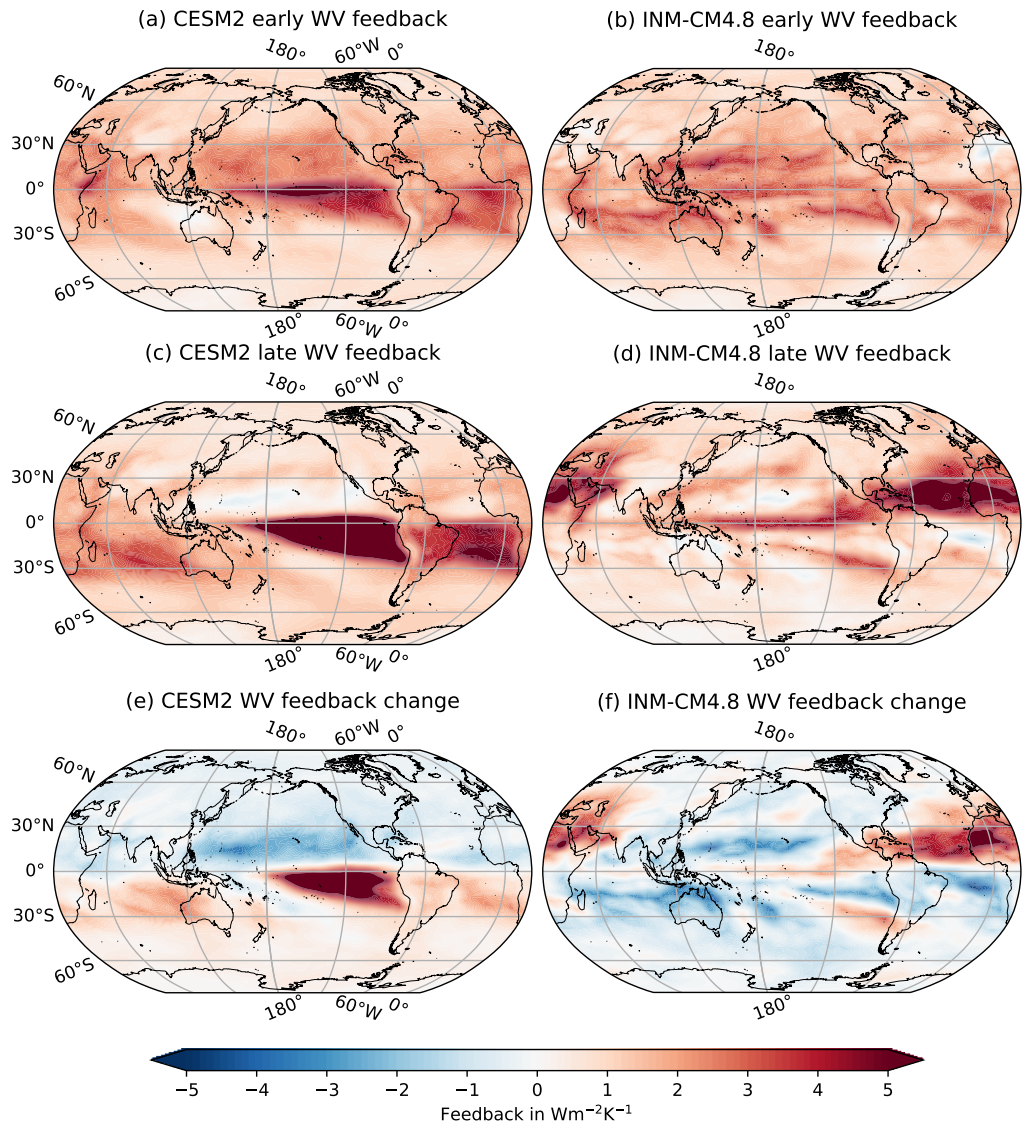 (a) CESM2 early WV feedback
(b) INM-CM4.8 early WV feedback
180° 60°W 0°
180°
60°N
30°N
0°
30°S
60°S
180° 60°W 0°
180°
(c) CESM2 late WV feedback
(d) INM-CM4.8 late WV feedback
180° 60°W 0°
180°
60°N
30°N
0°
30°S
60°S
180° 60°W 0°
180°
(e) CESM2 WV feedback change
(f) INM-CM4.8 WV feedback change
180° 60°W 0°
180°
60°N
30°N
0°
30°S
60°S
180° 60°W 0°
180°
−5 −4 −3 −2 −1 0 1 2 3 4 5
Feedback in Wm⁻²K⁻¹